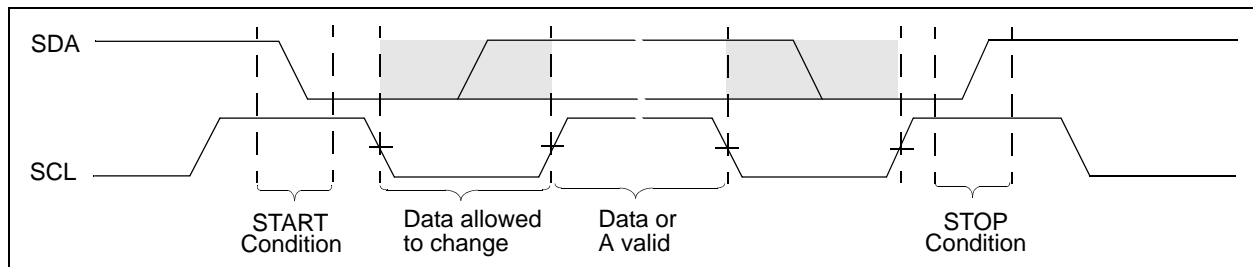 SDA
SCL
START
Condition
Data allowed
to change
Data or
A valid
STOP
Condition